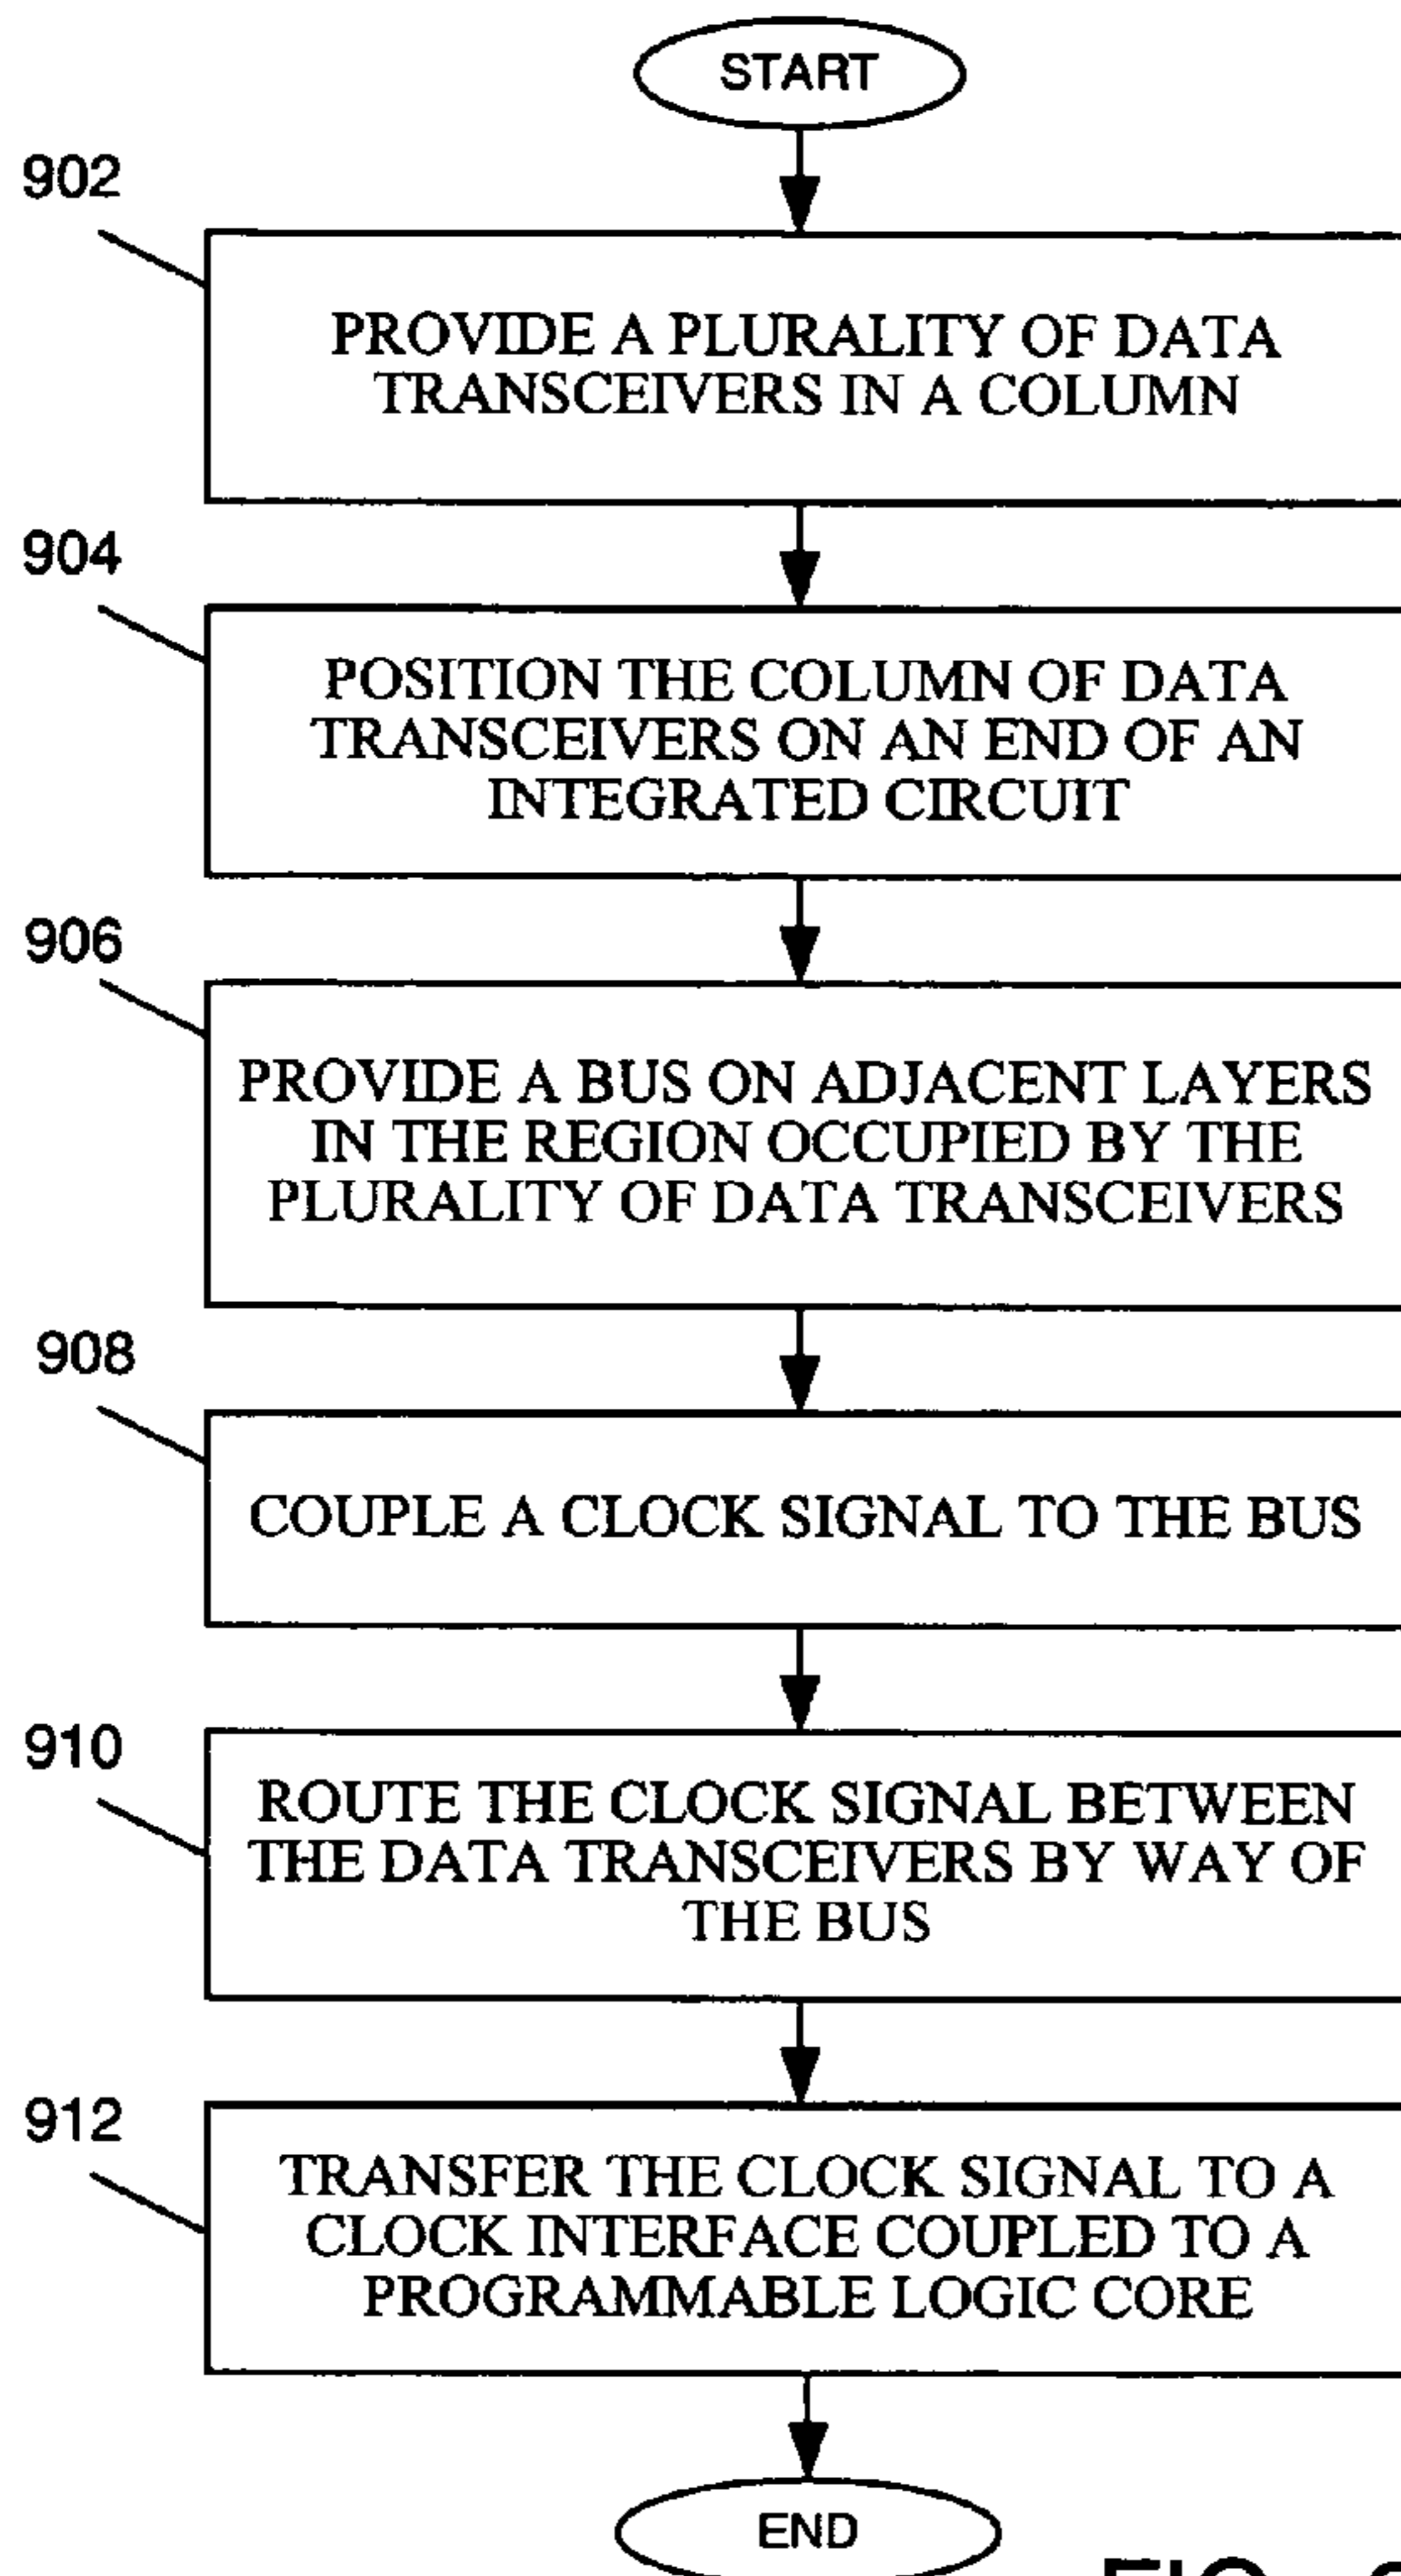 START
902
PROVIDE A PLURALITY OF DATA
TRANSCEIVERS IN A COLUMN
904
POSITION THE COLUMN OF DATA
TRANSCEIVERS ON AN END OF AN
INTEGRATED CIRCUIT
906
PROVIDE A BUS ON ADJACENT LAYERS
IN THE REGION OCCUPIED BY THE
PLURALITY OF DATA TRANSCEIVERS
908
COUPLE A CLOCK SIGNAL TO THE BUS
910
ROUTE THE CLOCK SIGNAL BETWEEN
THE DATA TRANSCEIVERS BY WAY OF
THE BUS
912
TRANSFER THE CLOCK SIGNAL TO A
CLOCK INTERFACE COUPLED TO A
PROGRAMMABLE LOGIC CORE
END